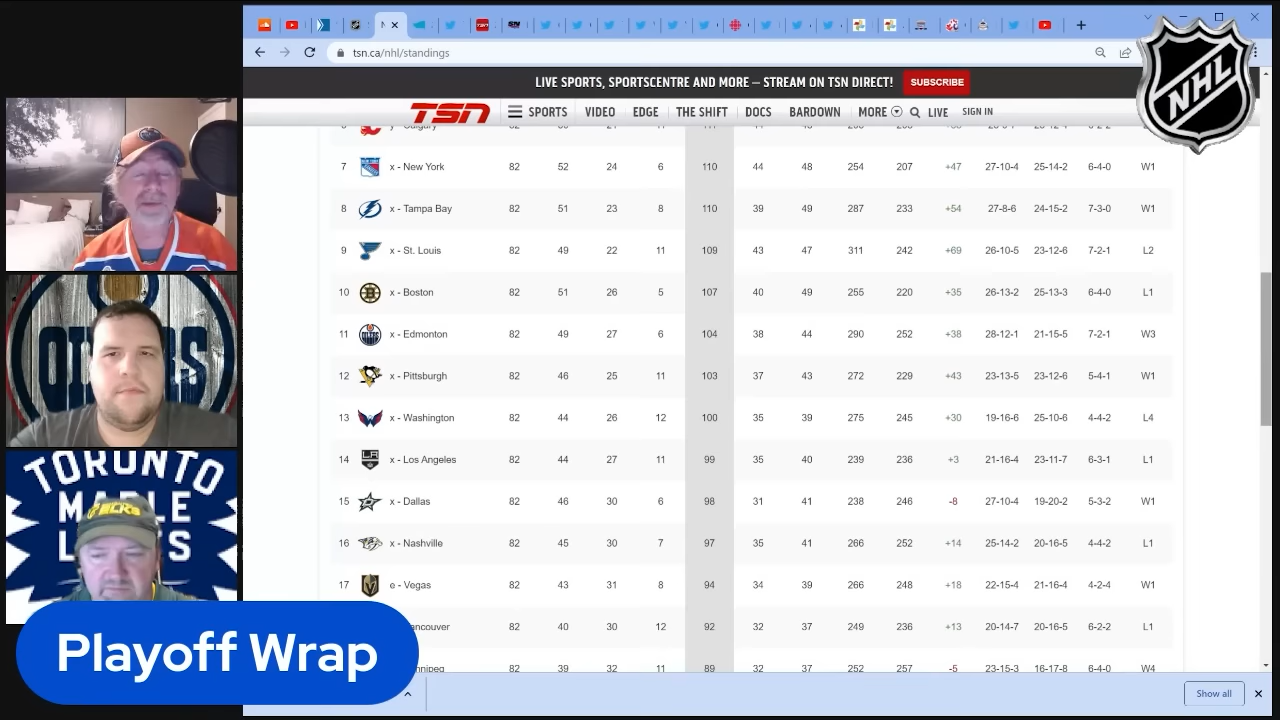 tsn.ca/nhl/standings
LIVE SPORTS, SPORTSCENTRE AND MORE — STREAM ON TSN DIRECT! SUBSCRIBE
NHL
TSN SPORTS VIDEO EDGE THE SHIFT DOCS BARDOWN MORE LIVE SIGN IN
Calgary
7 x - New York 82 52 24 6 110 44 48 254 207 +47 27-10-4 25-14-2 6-4-0 W1
8 x - Tampa Bay 82 51 23 8 110 39 49 287 233 +54 27-8-6 24-15-2 7-3-0 W1
9 x - St. Louis 82 49 22 11 109 43 47 311 242 +69 26-10-5 23-12-6 7-2-1 L2
10 x - Boston 82 51 26 5 107 40 49 255 220 +35 26-13-2 25-13-3 6-4-0 L1
11 x - Edmonton 82 49 27 6 104 38 44 290 252 +38 28-12-1 21-15-5 7-2-1 W3
12 x - Pittsburgh 82 46 25 11 103 37 43 272 229 +43 23-13-5 23-12-6 5-4-1 W1
13 x - Washington 82 44 26 12 100 35 39 275 245 +30 19-16-6 25-10-6 4-4-2 L4
14 x - Los Angeles 82 44 27 11 99 35 40 239 236 +3 21-16-4 23-11-7 6-3-1 L1
15 x - Dallas 82 46 30 6 98 31 41 238 246 -8 27-10-4 19-20-2 5-3-2 W1
16 x - Nashville 82 45 30 7 97 35 41 266 252 +14 25-14-2 20-16-5 4-4-2 L1
17 e - Vegas 82 43 31 8 94 34 39 266 248 +18 22-15-4 21-16-4 4-2-4 W1
ancouver 82 40 30 12 92 32 37 249 236 +13 20-14-7 20-16-5 6-2-2 L1
nnipeg 82 39 32 11 89 32 37 252 257 -5 23-15-3 16-17-8 6-4-0 W4
OILERS
TORONTO
MAPLE
LEAFS
Playoff Wrap
Show all